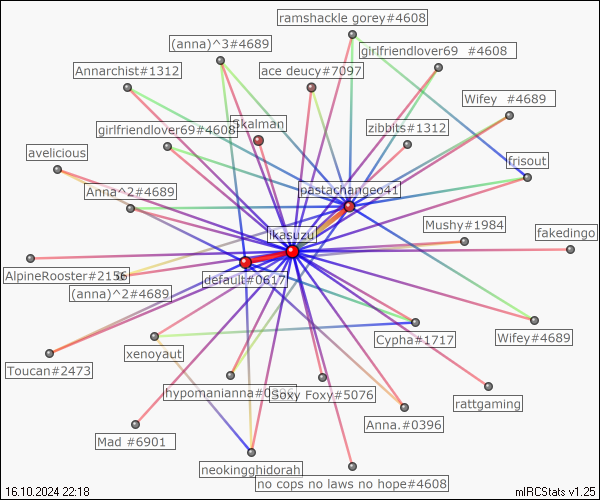 ramshackle gorey#4608
(anna)^3#4689
girlfriendlover69 #4608
Annarchist#1312
ace deucy#7097
Wifey #4689
girlfriendlover69#4608
Skalman
zibbits#1312
avelicious
frisout
Anna^2#4689
pastachangeo41
Mushy#1984
ikasuzu
fakedingo
AlpineRooster#2156
default#0617
(anna)^2#4689
Cypha#1717
Wifey#4689
xenoyaut
Toucan#2473
hypomanianna
Soxy Foxy#5076
rattgaming
Anna.#0396
Mad #6901
neokingghidorah
no cops no laws no hope#4608
16.10.2024 22:18
mIRCStats v1.25